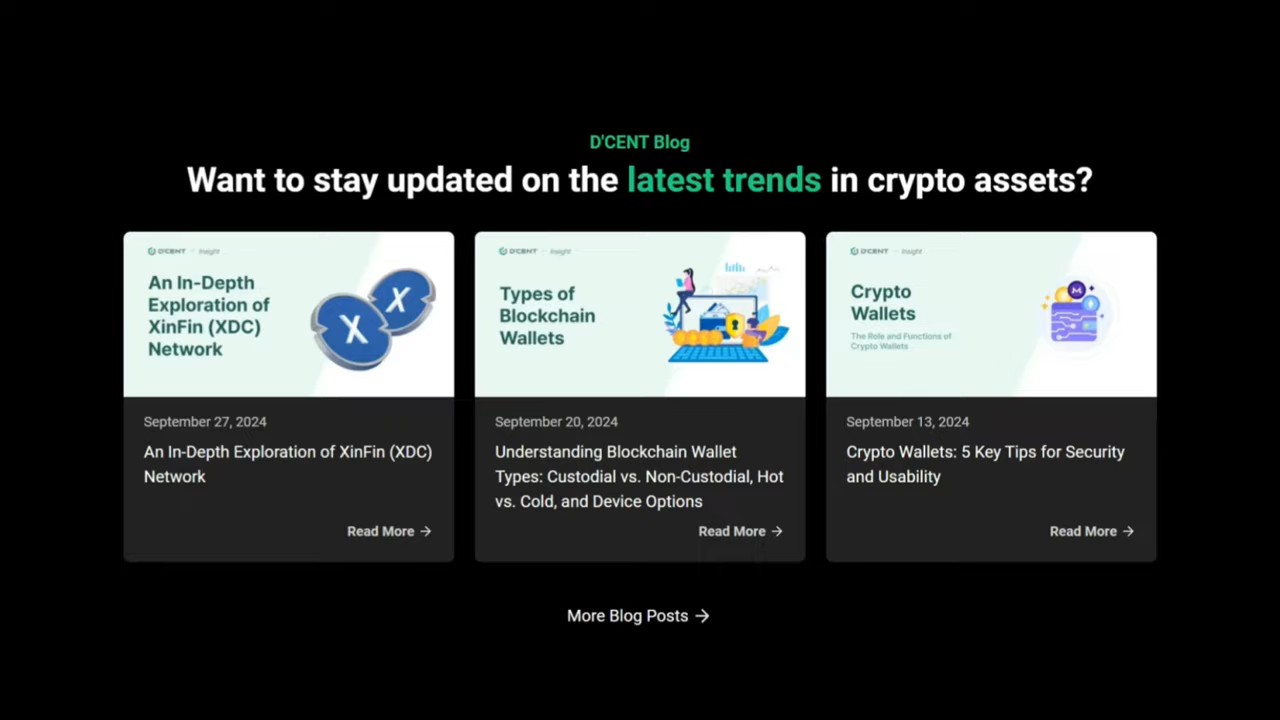 D'CENT Blog
Want to stay updated on the latest trends in crypto assets?
D'CENT — Insight
An In-Depth
Exploration of
XinFin (XDC)
Network
September 27, 2024
An In-Depth Exploration of XinFin (XDC)
Network
Read More →
D'CENT — Insight
Types of
Blockchain
Wallets
September 20, 2024
Understanding Blockchain Wallet
Types: Custodial vs. Non-Custodial, Hot
vs. Cold, and Device Options
Read More →
D'CENT — Insight
Crypto
Wallets
The Role and Functions of
Crypto Wallets
September 13, 2024
Crypto Wallets: 5 Key Tips for Security
and Usability
Read More →
More Blog Posts →